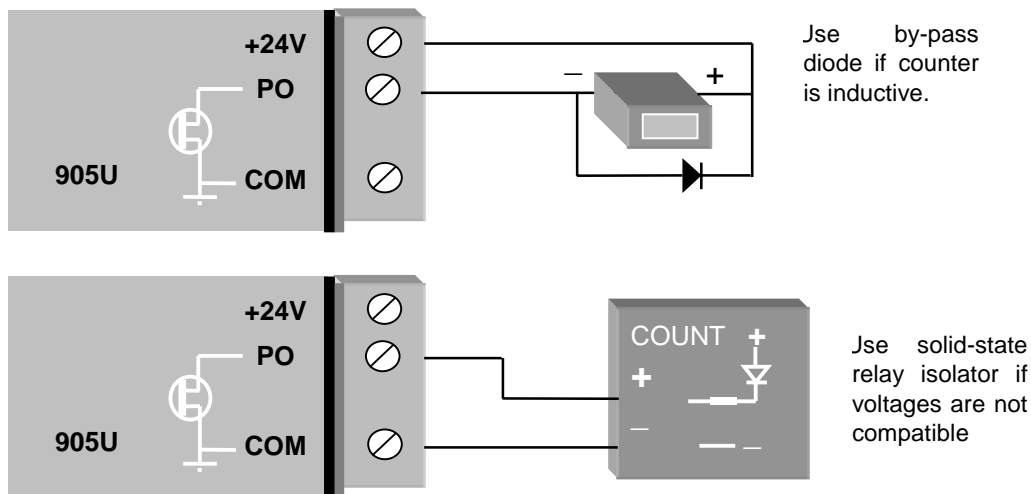 +24V
PO
905U
COM
– +
Jse by-pass
diode if counter
is inductive.
+24V
PO
905U
COM
COUNT +
+
–
–
Jse solid-state
relay isolator if
voltages are not
compatible